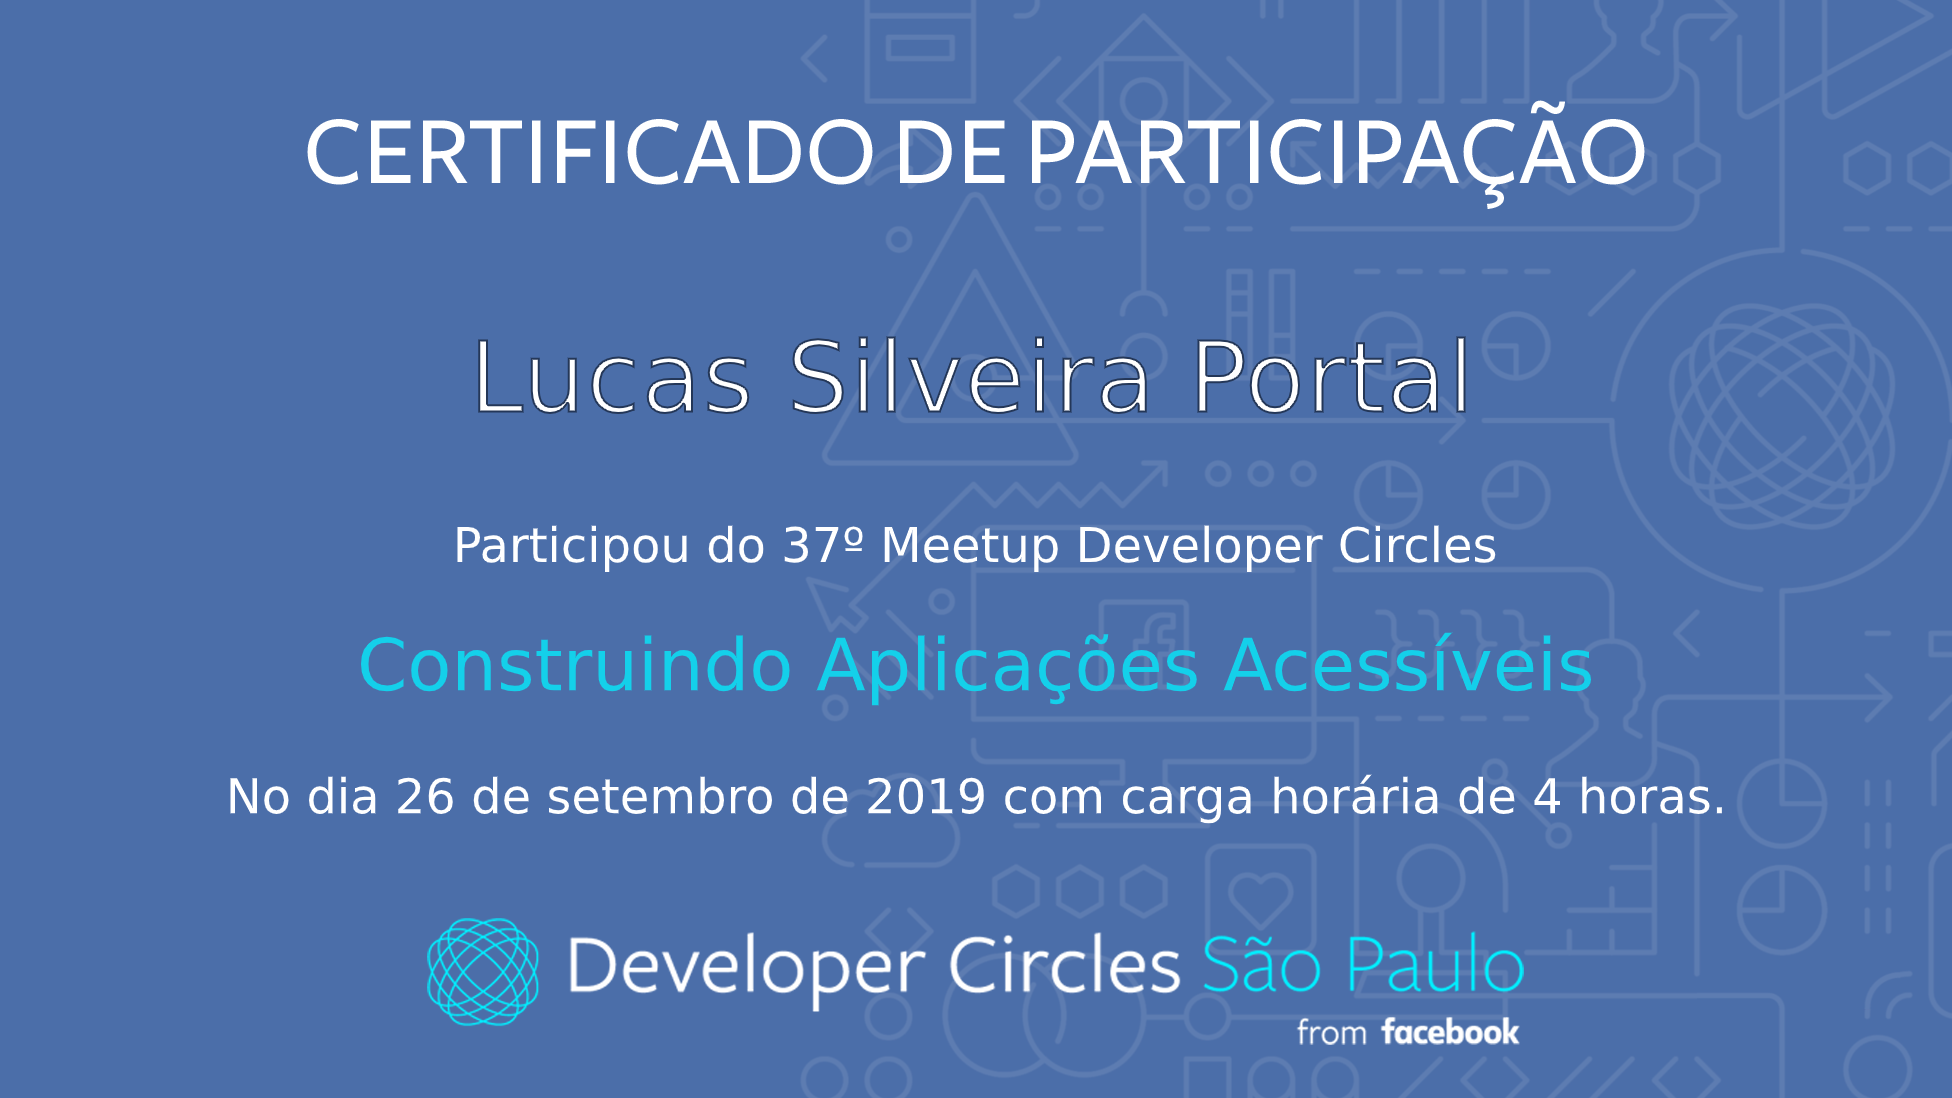 CERTIFICADO DE PARTICIPAÇÃO
Lucas Silveira Portal
Participou do 37º Meetup Developer Circles
Construindo Aplicações Acessíveis
No dia 26 de setembro de 2019 com carga horária de 4 horas.
Developer Circles São Paulo
from facebook